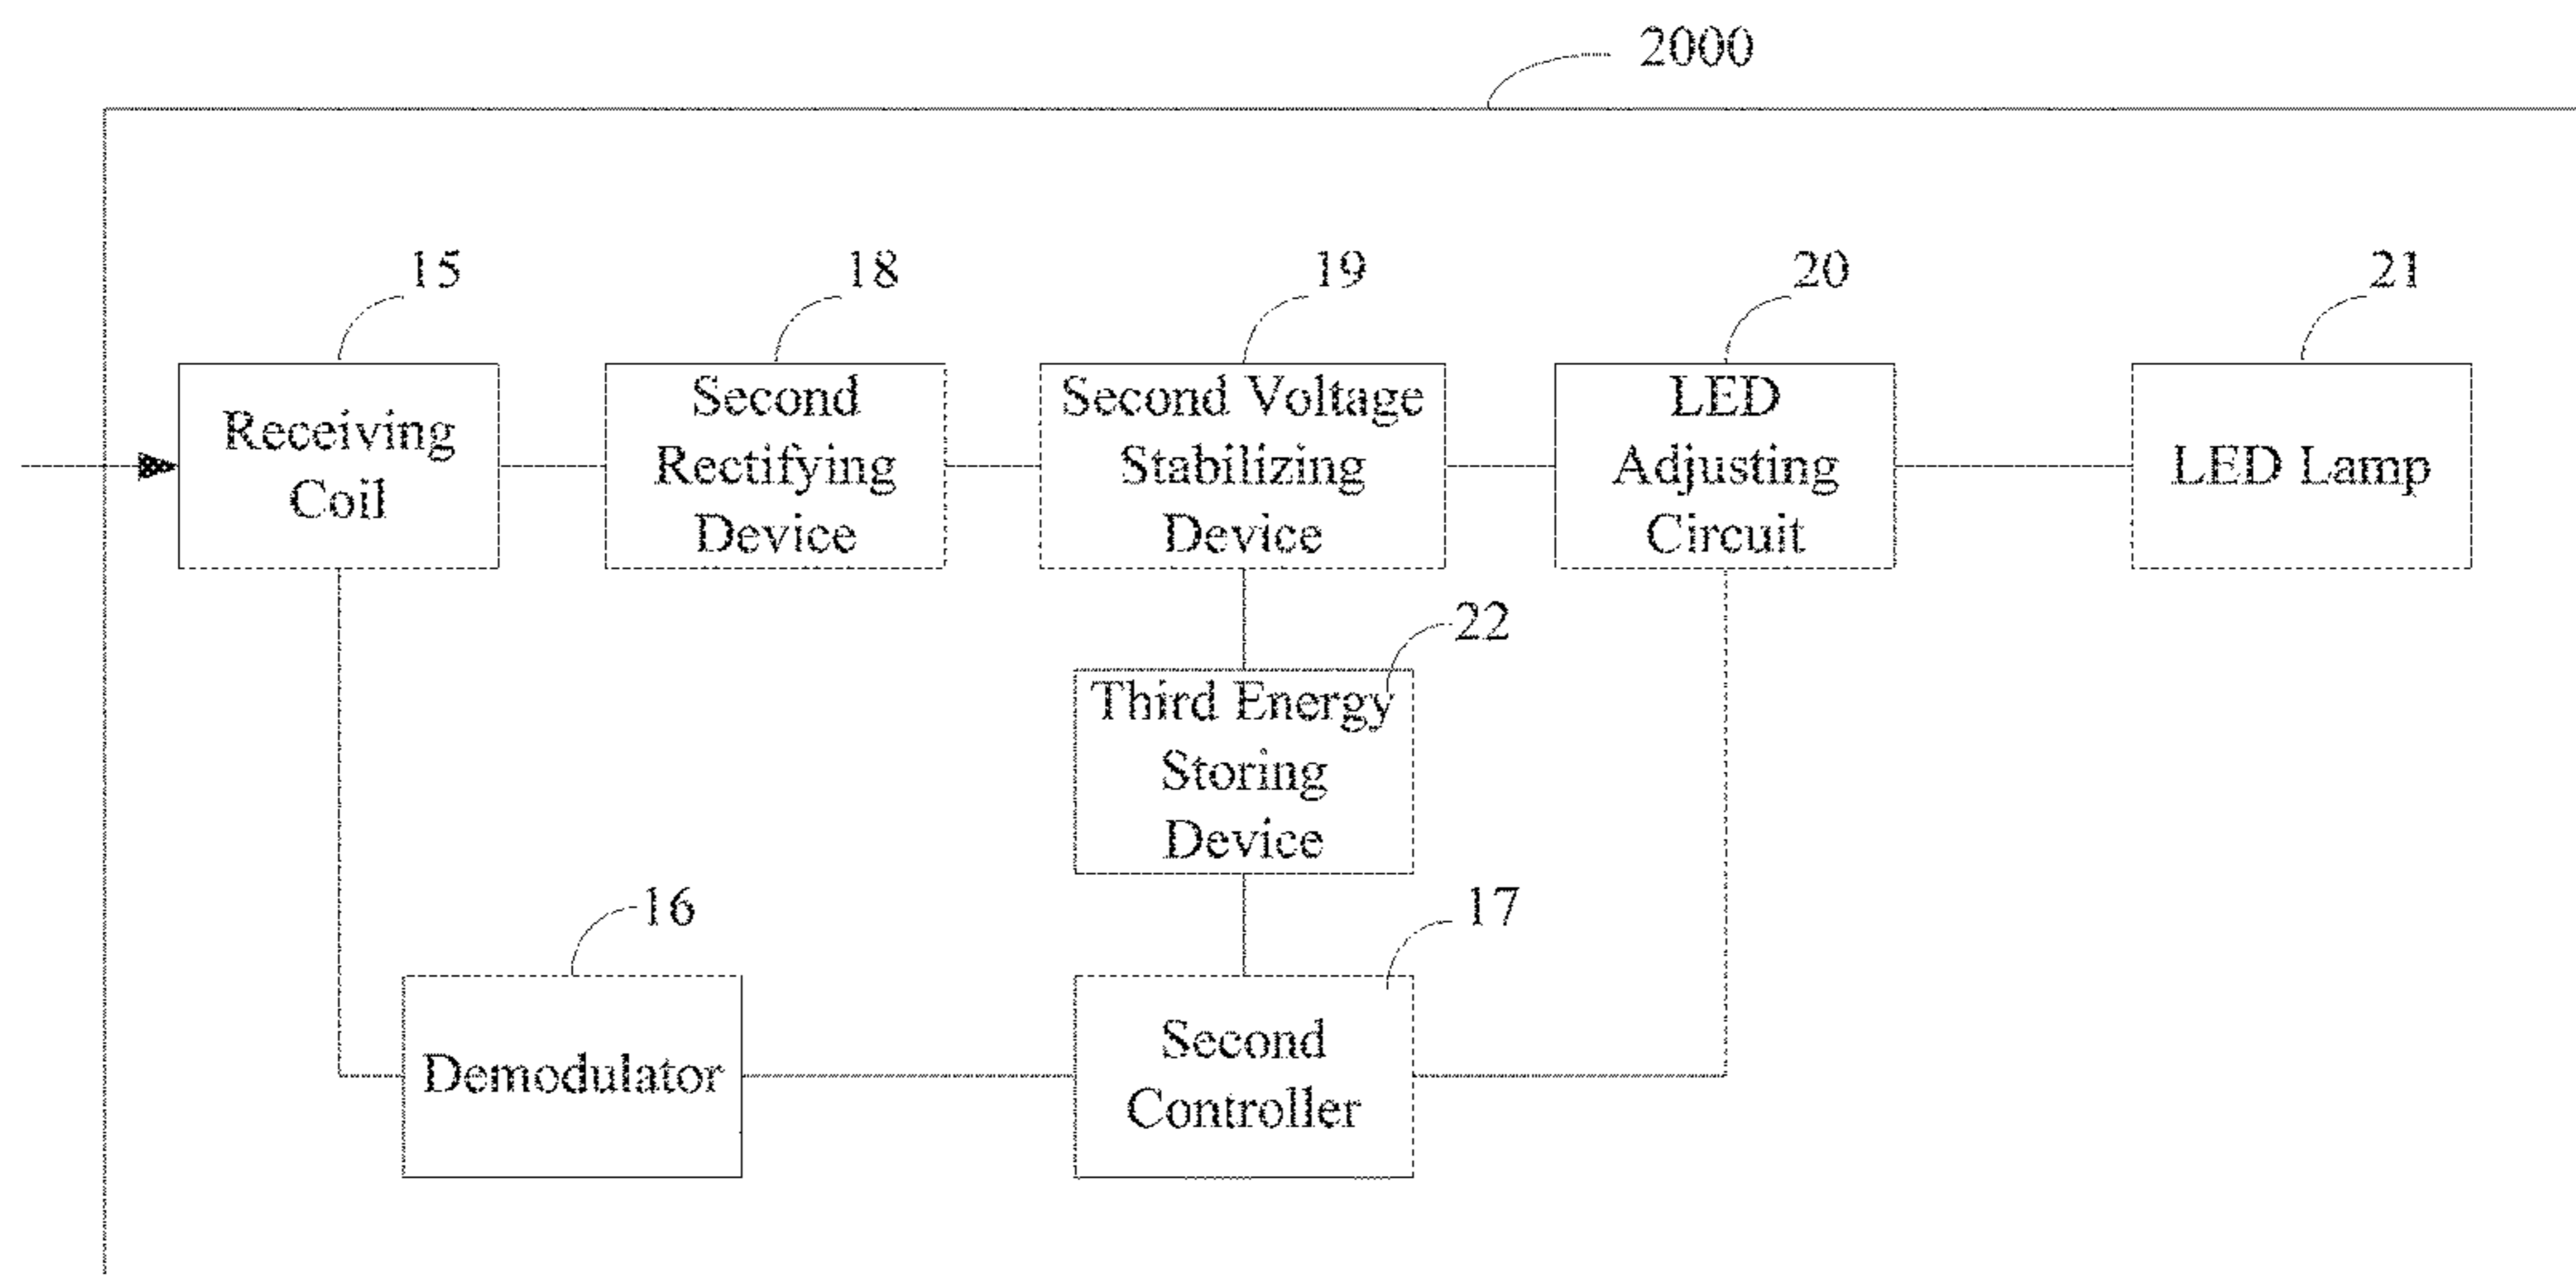 2000
15
18
19
20
21
Receiving
Coil
Second
Rectifying
Device
Second Voltage
Stabilizing
Device
LED
Adjusting
Circuit
LED Lamp
22
Third Energy
Storing
Device
16
17
Demodulator
Second
Controller